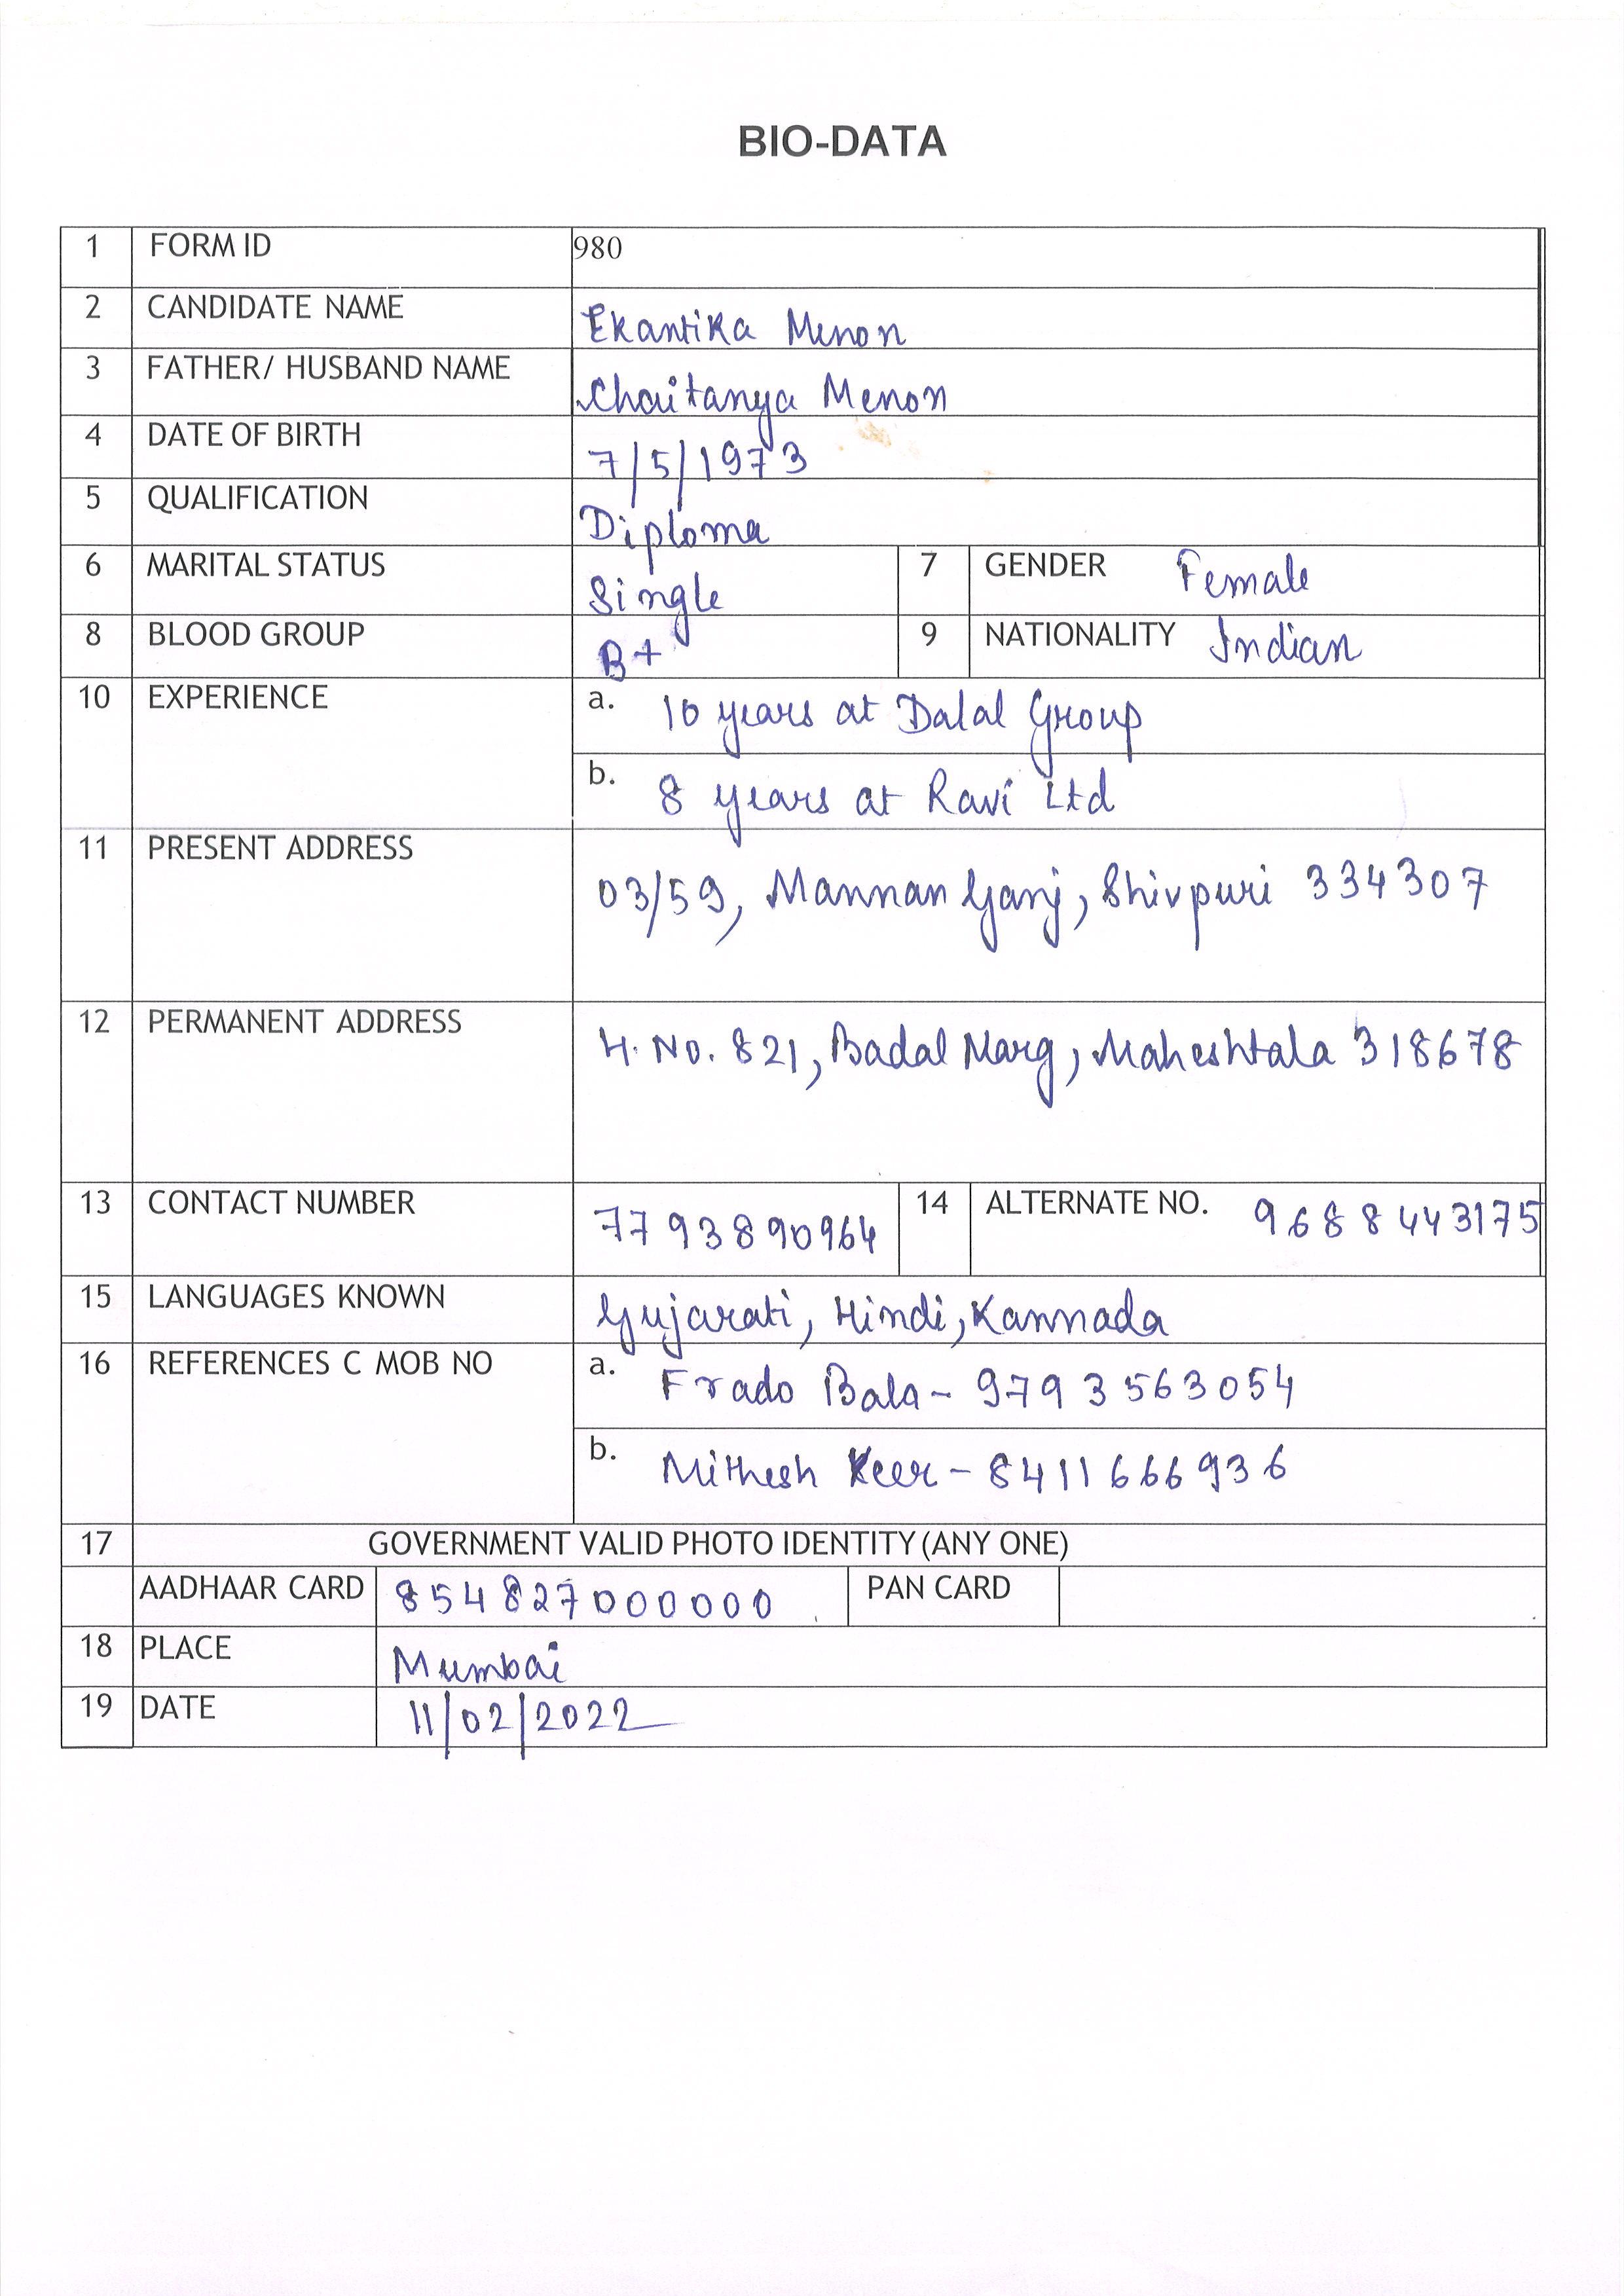 BIO-DATA
1 FORM ID 980
2 CANDIDATE NAME Ekantika Menon
3 FATHER/ HUSBAND NAME Chaitanya Menon
4 DATE OF BIRTH 7/5/1973
5 QUALIFICATION Diploma
6 MARITAL STATUS Single 7 GENDER Female
8 BLOOD GROUP B+ 9 NATIONALITY Indian
10 EXPERIENCE a. 10 years at Dalal Group
b. 8 years at Ravi Ltd
11 PRESENT ADDRESS 03/59, Mannan Ganj, Shivpuri 334307
12 PERMANENT ADDRESS H. No. 821, Badal Marg, Maheshtala 318678
13 CONTACT NUMBER 7793890964 14 ALTERNATE NO. 9688443175
15 LANGUAGES KNOWN Gujarati, Hindi, Kannada
16 REFERENCES C MOB NO a. Frado Bala - 9793563054
b. Mithesh Keer - 8411666936
17 GOVERNMENT VALID PHOTO IDENTITY (ANY ONE)
AADHAAR CARD 854827000000 PAN CARD
18 PLACE Mumbai
19 DATE 11/02/2022